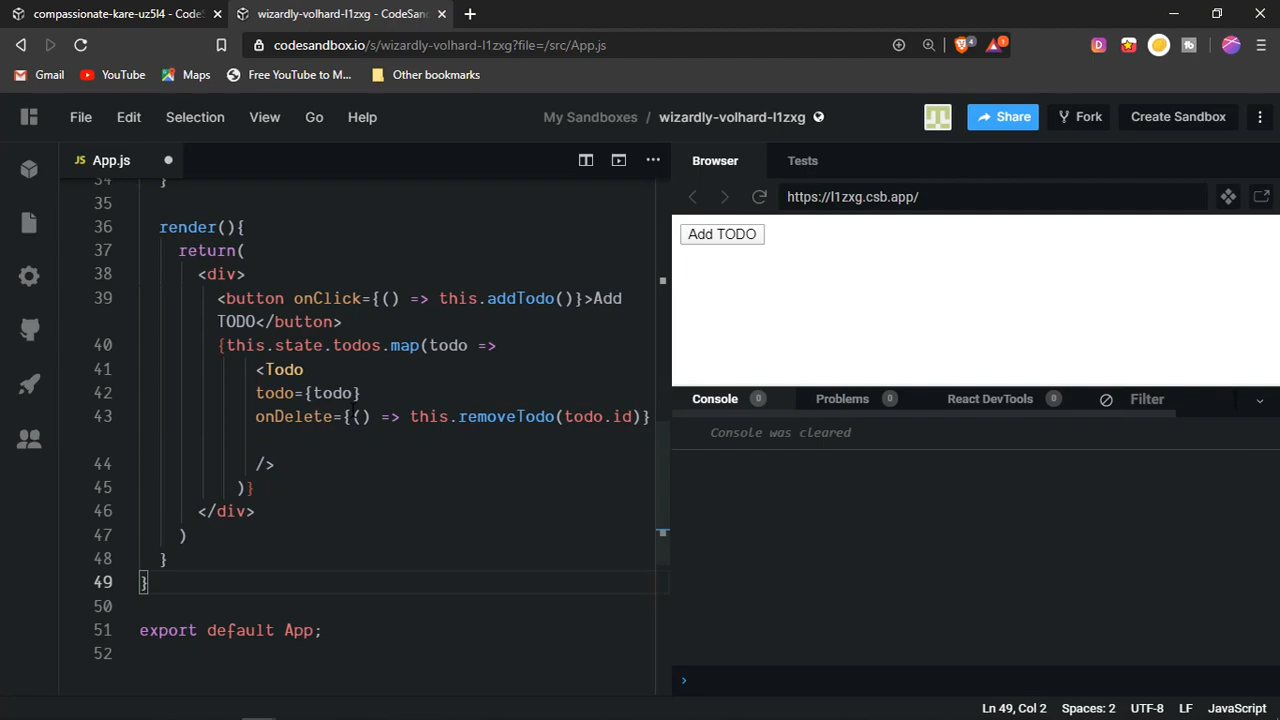 compassionate-kare-uz5l4 - CodeS
wizardly-volhard-l1zxg - CodeSan
codesandbox.io/s/wizardly-volhard-l1zxg?file=/src/App.js
4
1
Gmail YouTube Maps Free YouTube to M... Other bookmarks
File Edit Selection View Go Help
My Sandboxes / wizardly-volhard-l1zxg
Share Fork Create Sandbox
JS App.js
Browser Tests
https://l1zxg.csb.app/
Add TODO
34 }
35
36 render(){
37 return(
38 <div>
39 <button onClick={() => this.addTodo()}>Add
TODO</button>
40 {this.state.todos.map(todo =>
41 <Todo
42 todo={todo}
43 onDelete={() => this.removeTodo(todo.id)}
44 />
45 )}
46 </div>
47 )
48 }
49 }
50
51 export default App;
52
Console 0 Problems 0 React DevTools 0 Filter
Console was cleared
›
Ln 49, Col 2 Spaces: 2 UTF-8 LF JavaScript